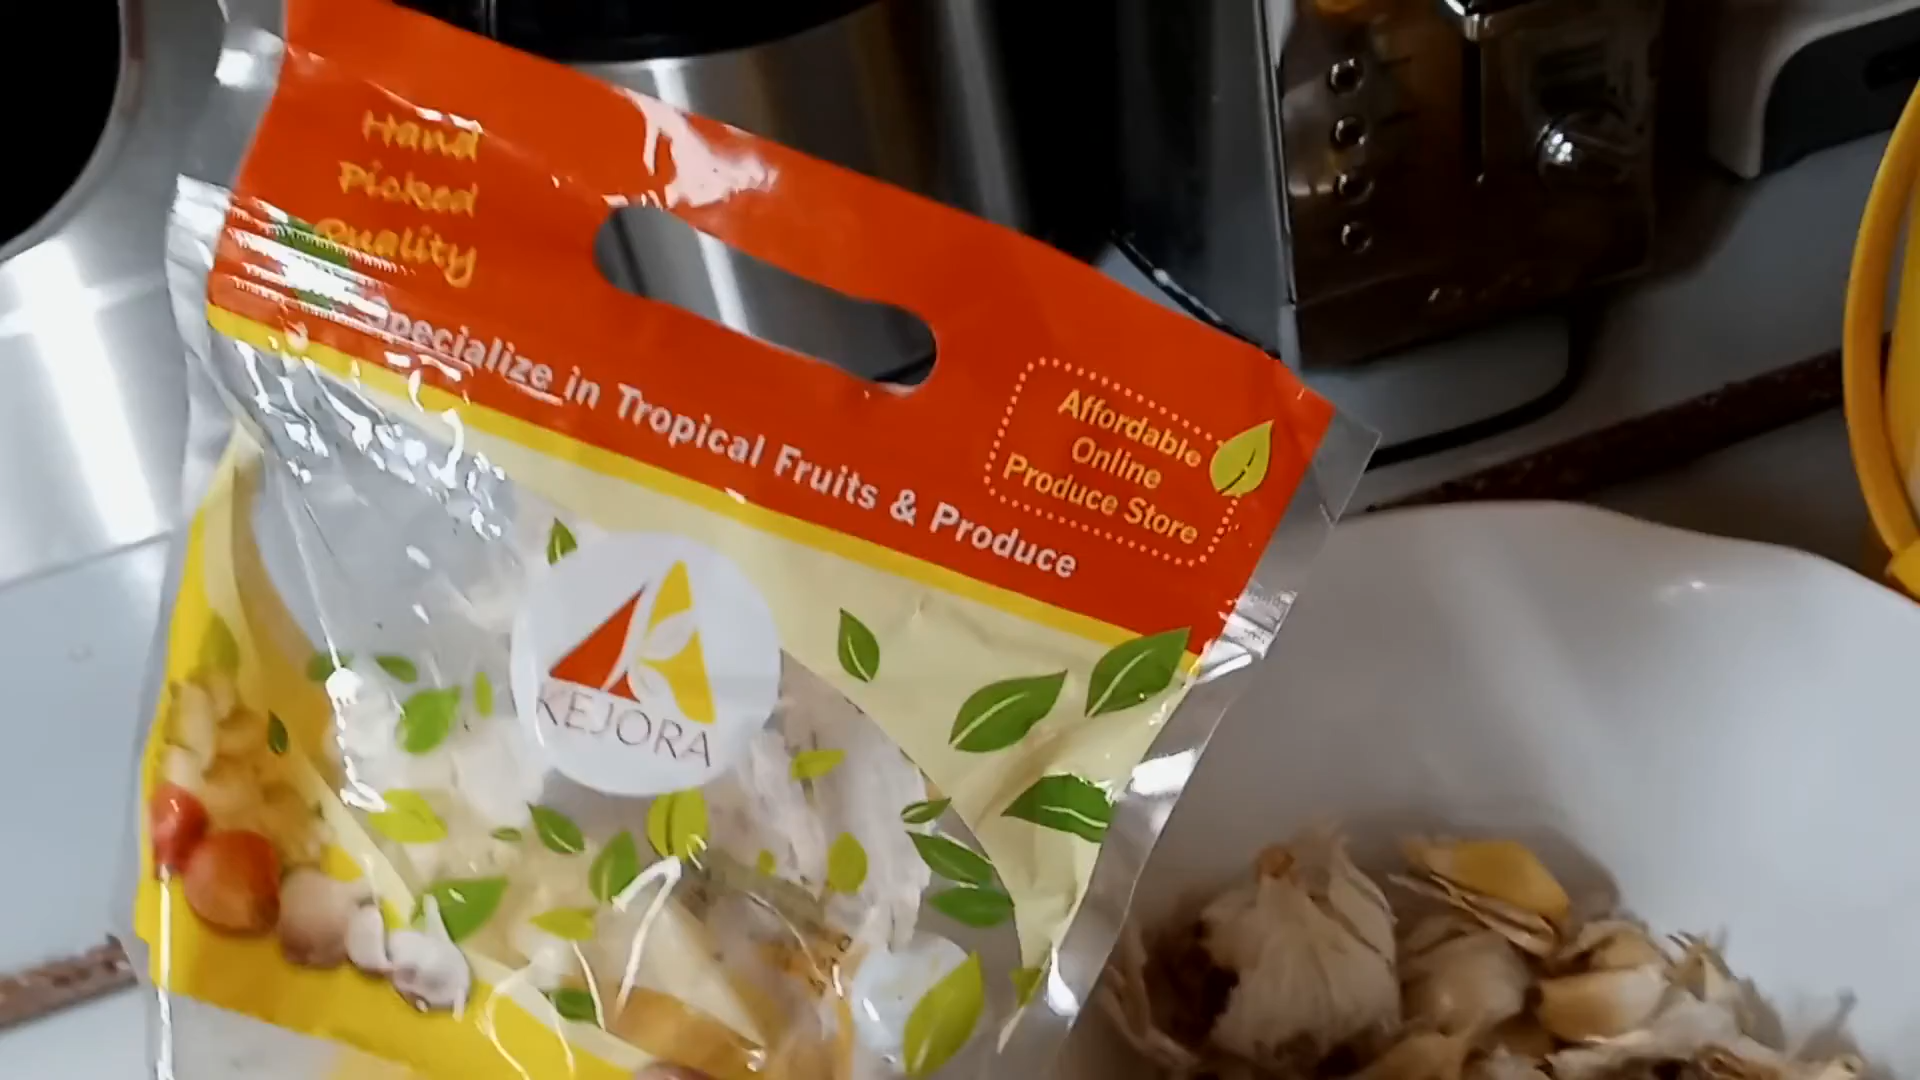 Hand
Picked
Quality
Specialize in Tropical Fruits & Produce
Affordable
Online
Produce Store
KEJORA